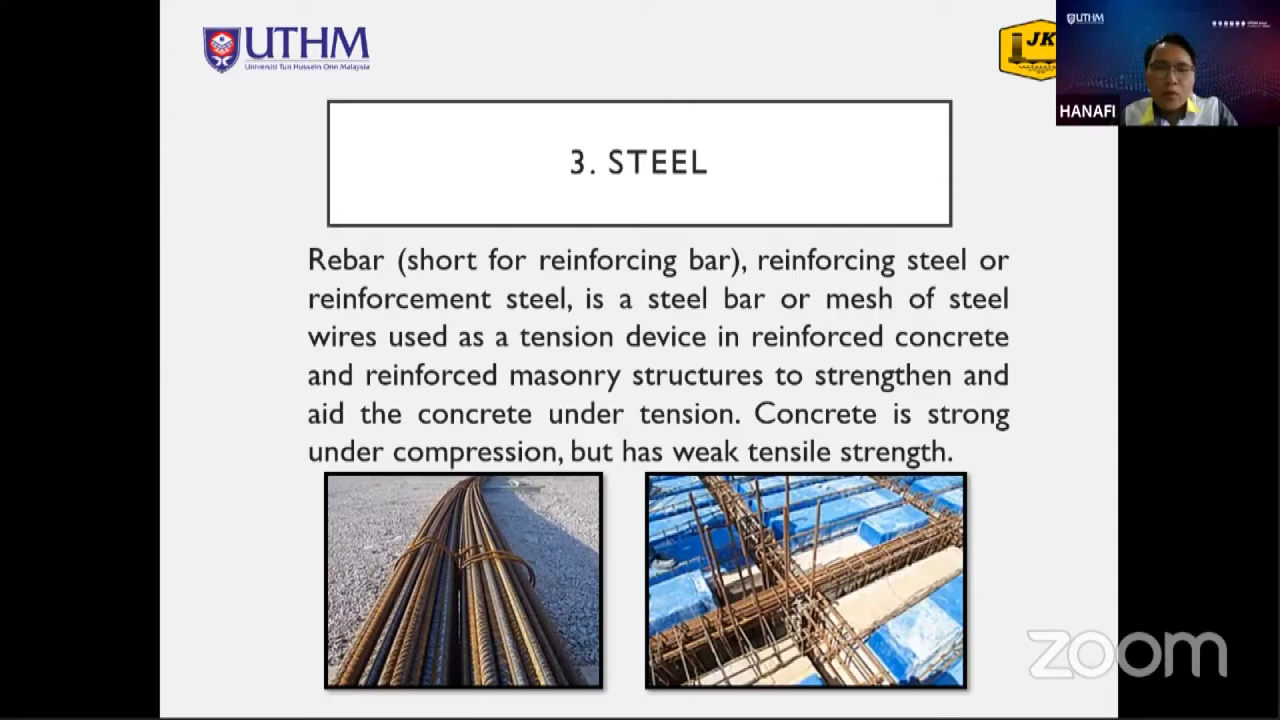 UTHM
Universiti Tun Hussein Onn Malaysia
JK
UTHM
HANAFI
3. STEEL
Rebar (short for reinforcing bar), reinforcing steel or
reinforcement steel, is a steel bar or mesh of steel
wires used as a tension device in reinforced concrete
and reinforced masonry structures to strengthen and
aid the concrete under tension. Concrete is strong
under compression, but has weak tensile strength.
zoom